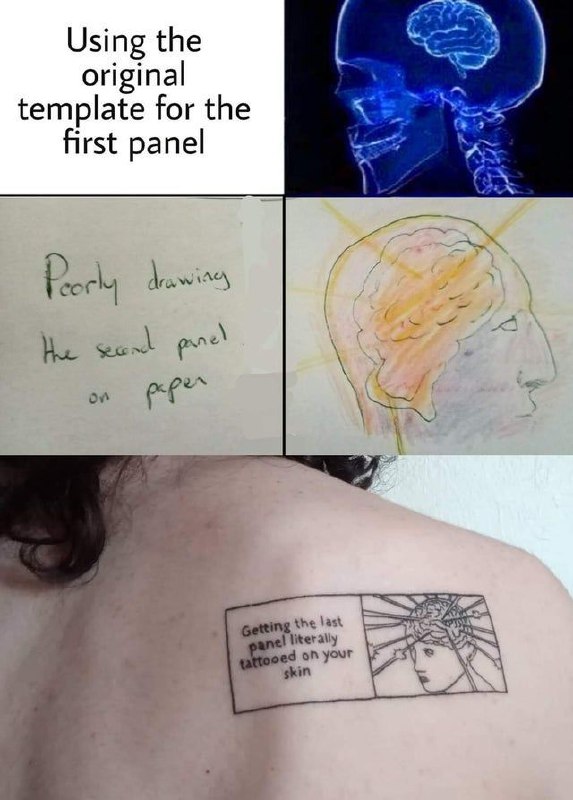 Using the
original
template for the
first panel
Poorly drawing
the second panel
on paper
Getting the last
panel literally
tattooed on your
skin